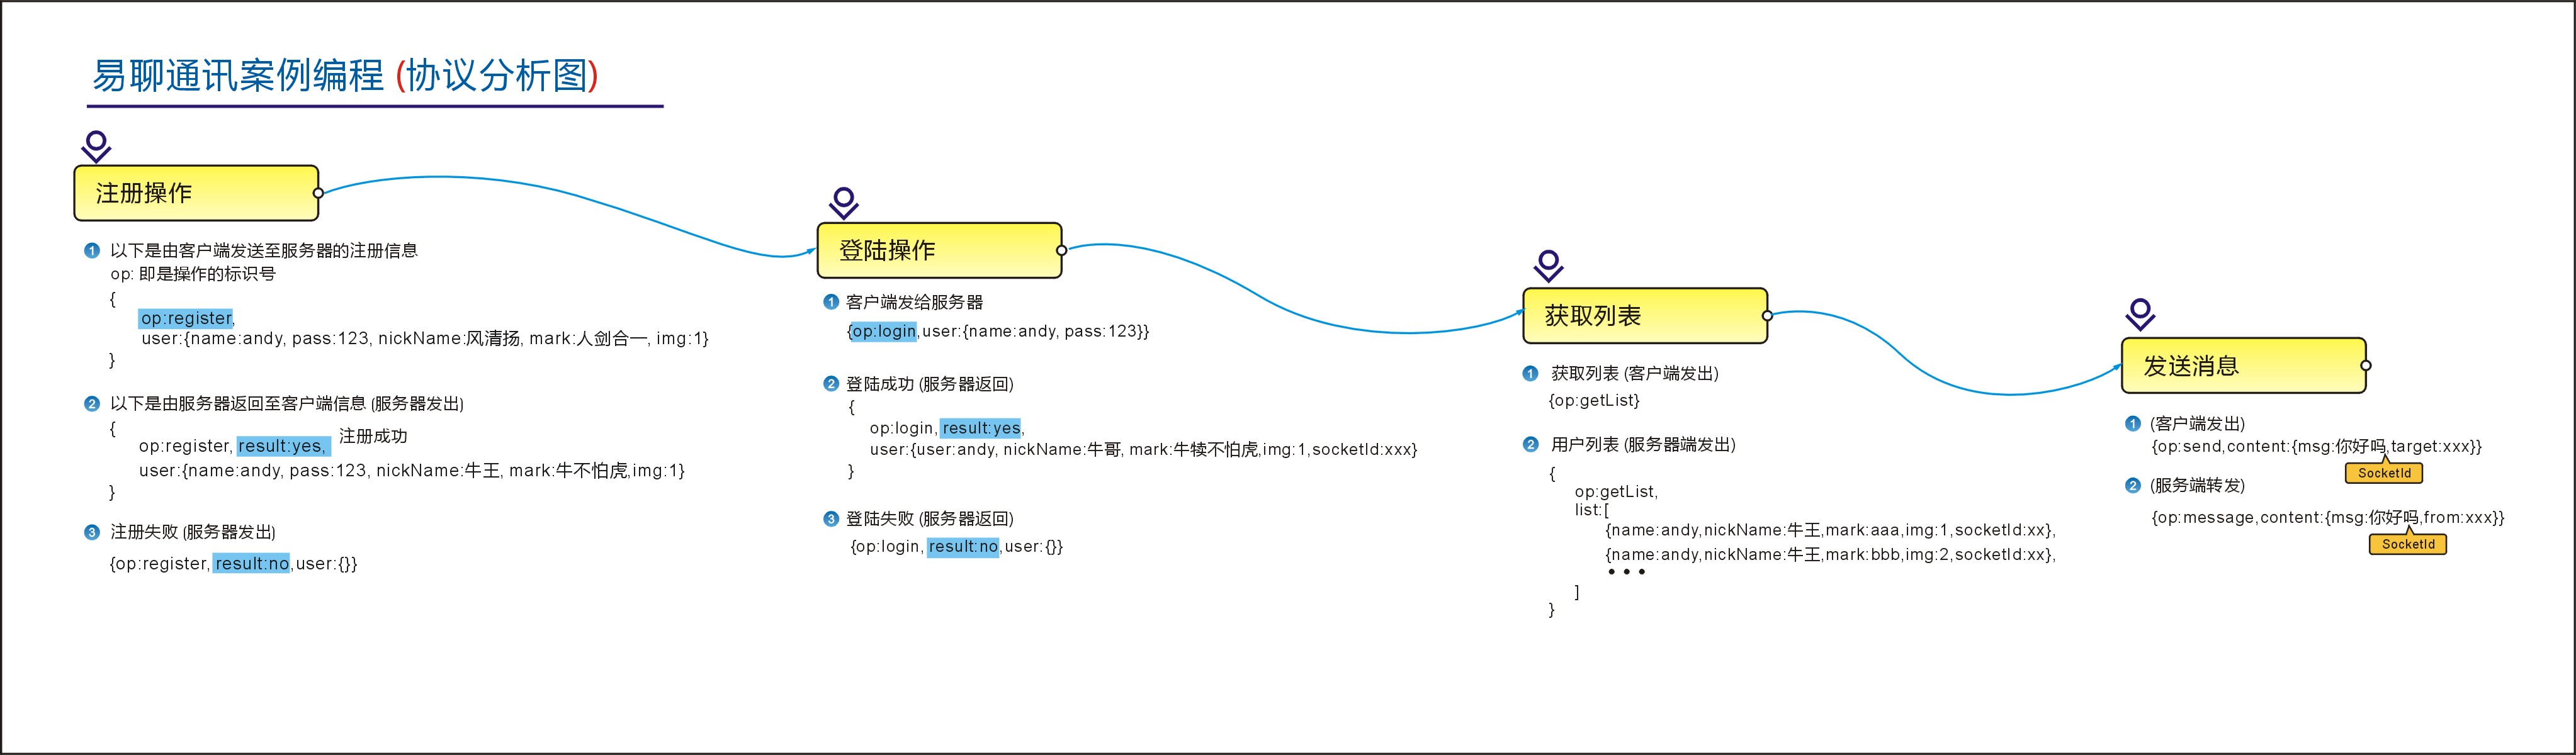 易聊通讯案例编程 (协议分析图)
注册操作
1 以下是由客户端发送至服务器的注册信息
op: 即是操作的标识号
{
op:register,
user:{name:andy, pass:123, nickName:风清扬, mark:人剑合一, img:1}
}
2 以下是由服务器返回至客户端信息 (服务器发出)
{
op:register, result:yes, 注册成功
user:{name:andy, pass:123, nickName:牛王, mark:牛不怕虎,img:1}
}
3 注册失败 (服务器发出)
{op:register, result:no,user:{}}
登陆操作
1 客户端发给服务器
{op:login,user:{name:andy, pass:123}}
2 登陆成功 (服务器返回)
{
op:login, result:yes,
user:{user:andy, nickName:牛哥, mark:牛犊不怕虎,img:1,socketId:xxx}
}
3 登陆失败 (服务器返回)
{op:login, result:no,user:{}}
获取列表
1 获取列表 (客户端发出)
{op:getList}
2 用户列表 (服务器端发出)
{
op:getList,
list:[
{name:andy,nickName:牛王,mark:aaa,img:1,socketId:xx},
{name:andy,nickName:牛王,mark:bbb,img:2,socketId:xx},
• • •
]
}
发送消息
1 (客户端发出)
{op:send,content:{msg:你好吗,target:xxx}}
SocketId
2 (服务端转发)
{op:message,content:{msg:你好吗,from:xxx}}
SocketId